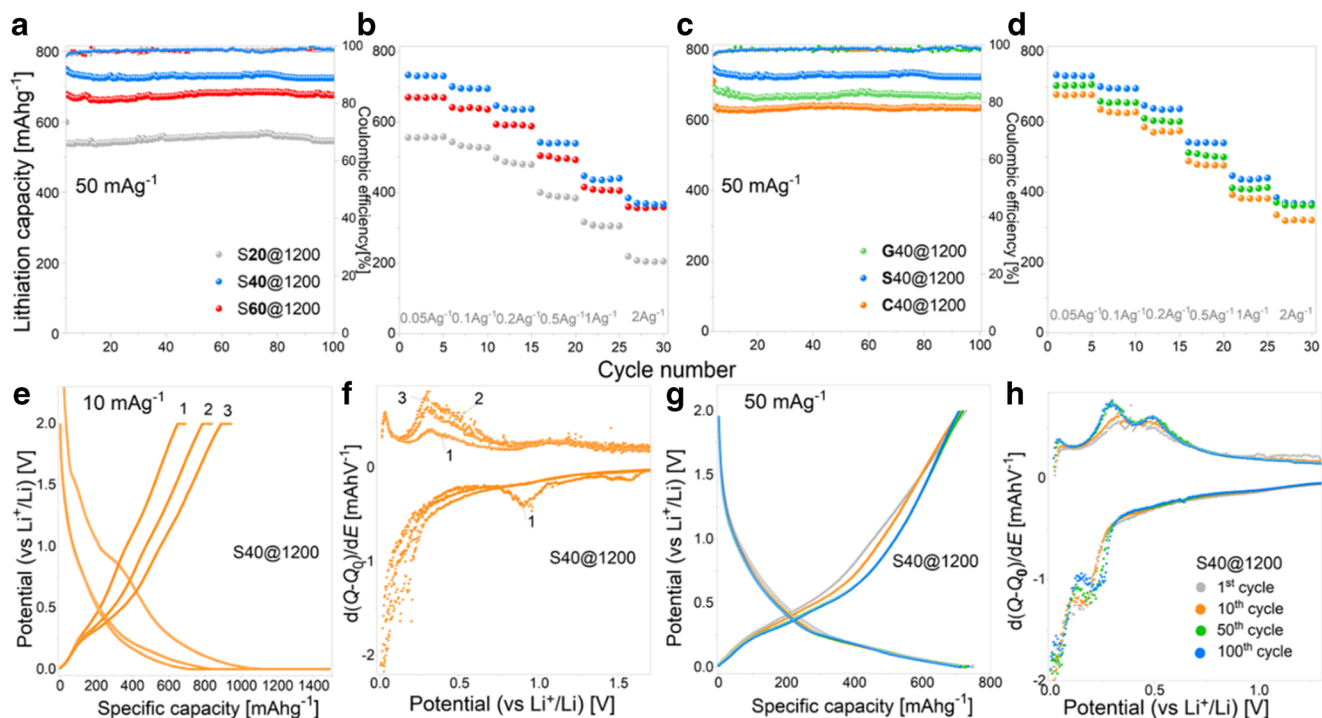 a
b
c
d
Lithiation capacity [mAhg⁻¹]
800
600
400
200
0
100
80
60
40
20
0
Coulombic efficiency[%]
50 mAg⁻¹
S20@1200
S40@1200
S60@1200
0 20 40 60 80 100
800
600
400
200
0
0.05Ag⁻¹ 0.1Ag⁻¹ 0.2Ag⁻¹ 0.5Ag⁻¹ 1Ag⁻¹ 2Ag⁻¹
0 5 10 15 20 25 30
800
600
400
200
0
100
80
60
40
20
0
Coulombic efficiency [%]
50 mAg⁻¹
G40@1200
S40@1200
C40@1200
0 20 40 60 80 100
800
600
400
200
0
0.05Ag⁻¹ 0.1Ag⁻¹ 0.2Ag⁻¹ 0.5Ag⁻¹ 1Ag⁻¹ 2Ag⁻¹
0 5 10 15 20 25 30
Cycle number
e
10 mAg⁻¹
1 2 3
Potential (vs Li⁺/Li) [V]
2.0
1.5
1.0
0.5
0.0
S40@1200
0 200 400 600 800 1000 1400
Specific capacity [mAhg⁻¹]
f
3
2
1
1
d(Q-Q₀)/dE [mAhV⁻¹]
0
-1
-2
S40@1200
0.0 0.5 1.0 1.5
Potential (vs Li⁺/Li) [V]
g
50 mAg⁻¹
Potential (vs Li⁺/Li) [V]
2.0
1.5
1.0
0.5
0.0
S40@1200
0 200 400 600 800
Specific capacity [mAhg⁻¹]
h
d(Q-Q₀)/dE [mAhV⁻¹]
0
-1
-2
S40@1200
1st cycle
10th cycle
50th cycle
100th cycle
0.0 0.5 1.0
Potential (vs Li⁺/Li) [V]